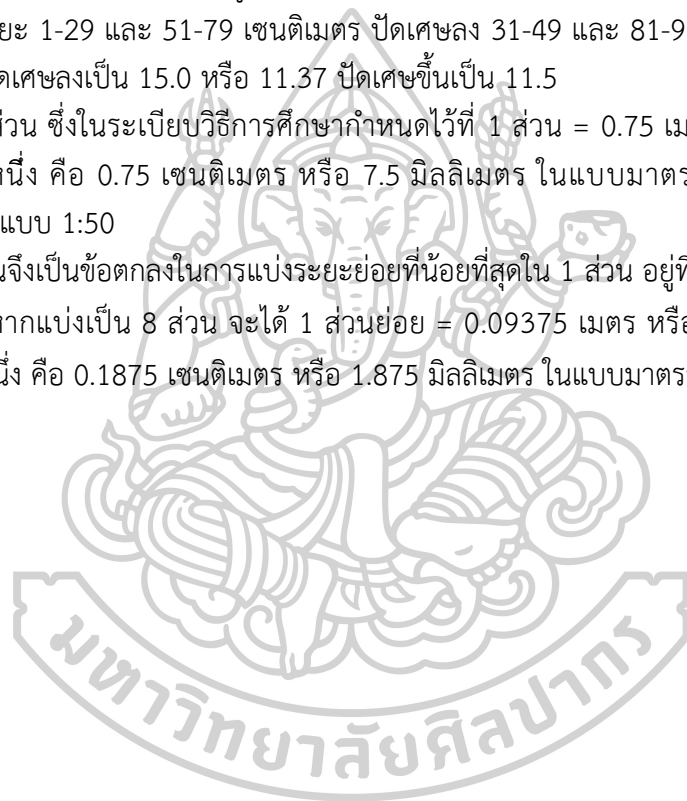 ยะ 1-29 และ 51-79 เซนติเมตร ปัดเศษลง 31-49 และ 81-9
ดเศษลงเป็น 15.0 หรือ 11.37 ปัดเศษขึ้นเป็น 11.5
ส่วน ซึ่งในระเบียบวิธีการศึกษากำหนดไว้ที่ 1 ส่วน = 0.75 เม
หนึ่ง คือ 0.75 เซนติเมตร หรือ 7.5 มิลลิเมตร ในแบบมาตร
แบบ 1:50
นจึงเป็นข้อตกลงในการแบ่งระยะย่อยที่น้อยที่สุดใน 1 ส่วน อยู่ที่
หากแบ่งเป็น 8 ส่วน จะได้ 1 ส่วนย่อย = 0.09375 เมตร หรือ
นึ่ง คือ 0.1875 เซนติเมตร หรือ 1.875 มิลลิเมตร ในแบบมาตร
มหาวิทยาลัยศิลปากร